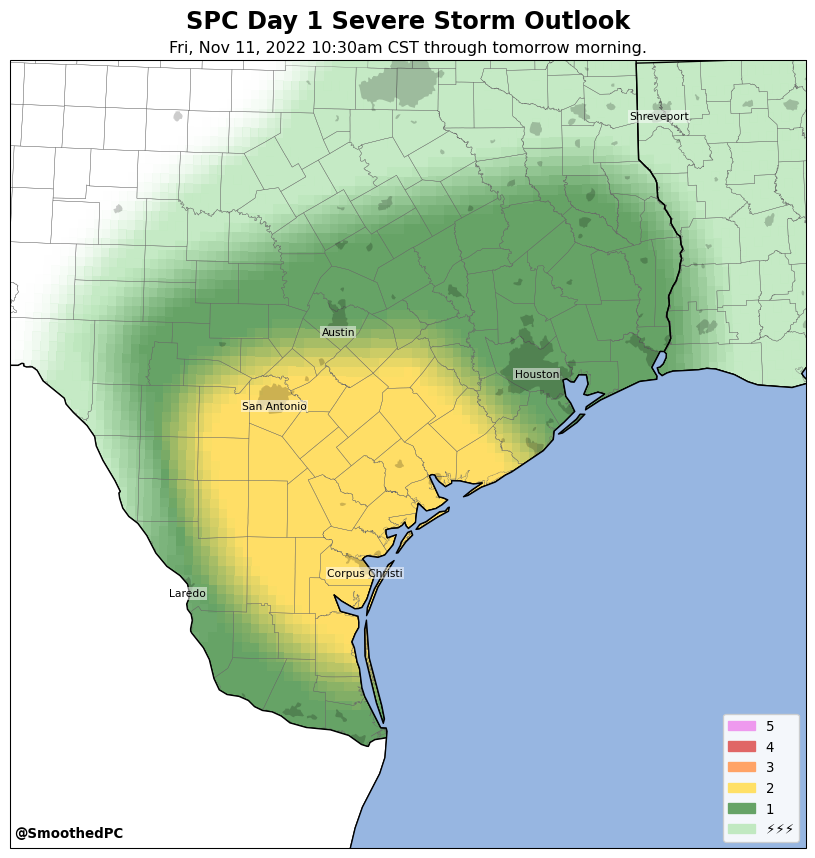 SPC Day 1 Severe Storm Outlook
Fri, Nov 11, 2022 10:30am CST through tomorrow morning.
Shreveport
Austin
Houston
San Antonio
Corpus Christi
Laredo
5
4
3
2
1
⚡⚡⚡
@SmoothedPC